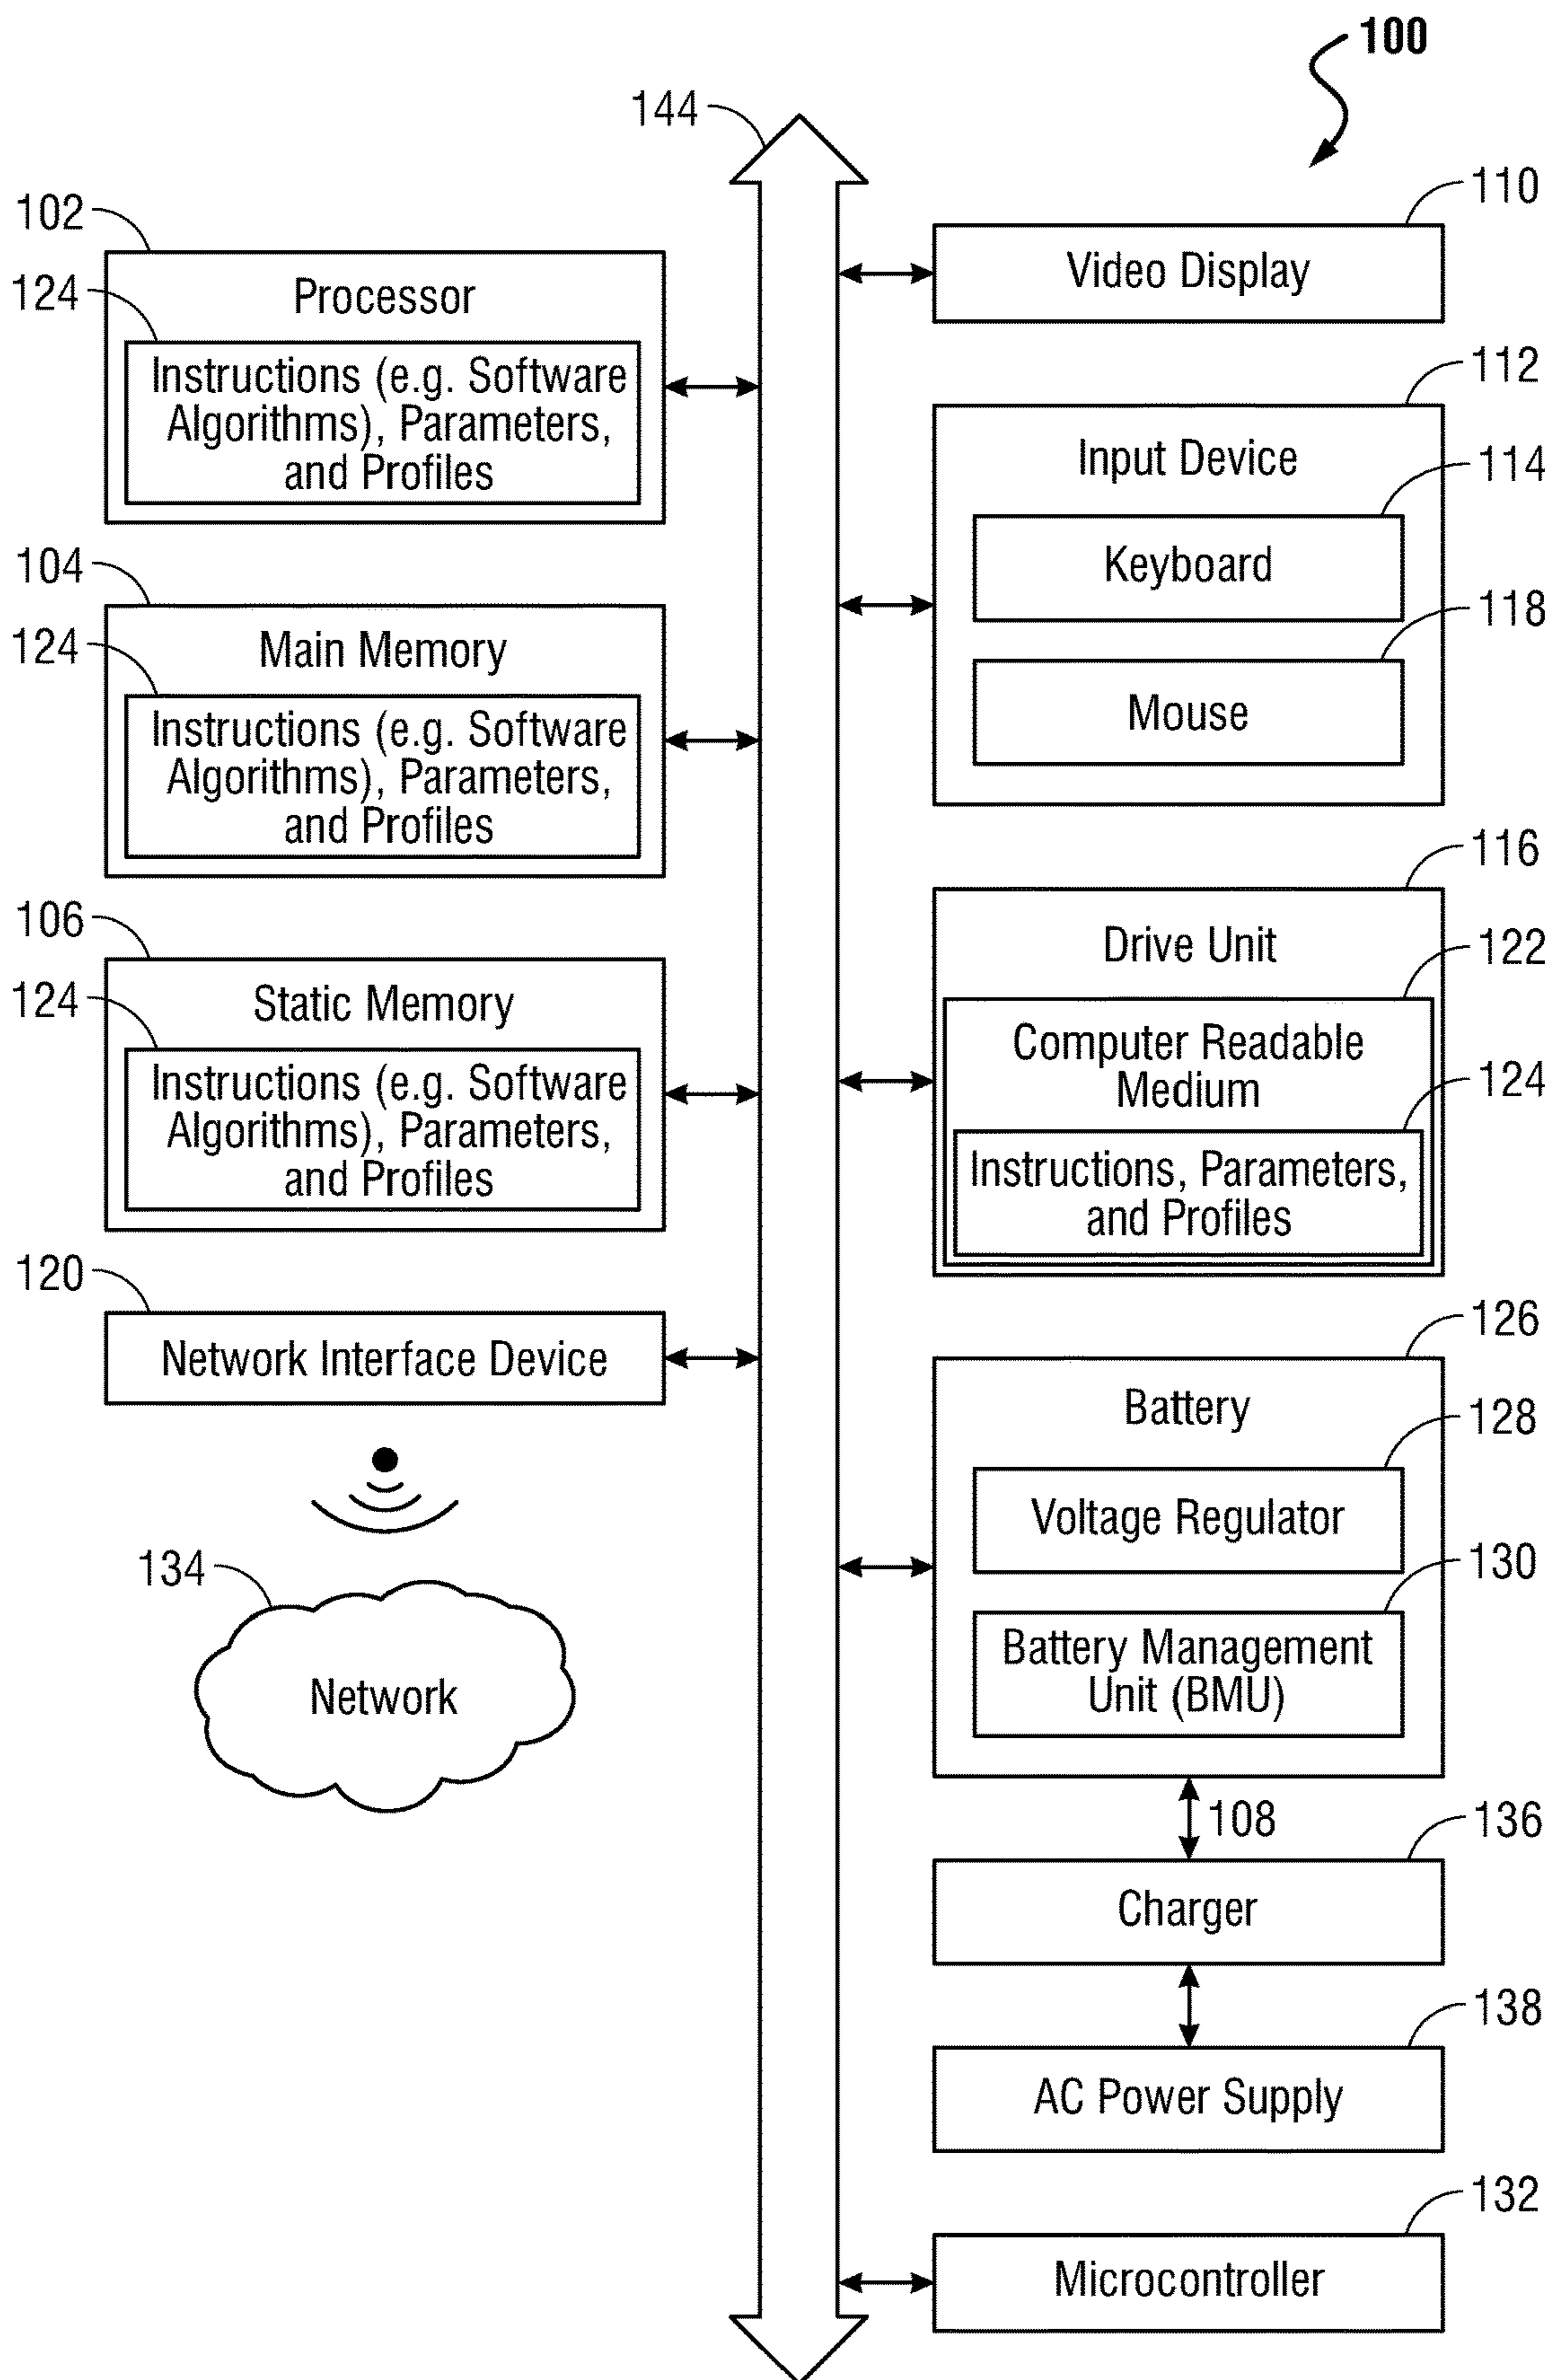 100
144
102
Processor
124
Instructions (e.g. Software
Algorithms), Parameters,
and Profiles
104
Main Memory
124
Instructions (e.g. Software
Algorithms), Parameters,
and Profiles
106
Static Memory
124
Instructions (e.g. Software
Algorithms), Parameters,
and Profiles
120
Network Interface Device
134
Network
110
Video Display
112
Input Device
114
Keyboard
118
Mouse
116
Drive Unit
122
Computer Readable
Medium
124
Instructions, Parameters,
and Profiles
126
Battery
128
Voltage Regulator
130
Battery Management
Unit (BMU)
108
136
Charger
138
AC Power Supply
132
Microcontroller